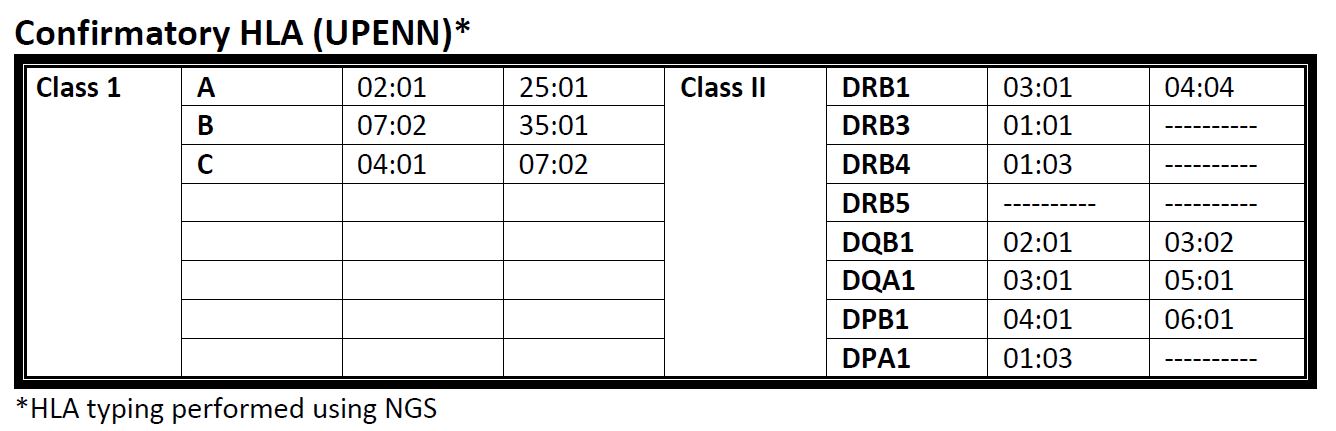 Confirmatory HLA (UPENN)*
Class 1 A 02:01 25:01 Class II DRB1 03:01 04:04
B 07:02 35:01 DRB3 01:01 ----------
C 04:01 07:02 DRB4 01:03 ----------
DRB5 ---------- ----------
DQB1 02:01 03:02
DQA1 03:01 05:01
DPB1 04:01 06:01
DPA1 01:03 ----------
*HLA typing performed using NGS